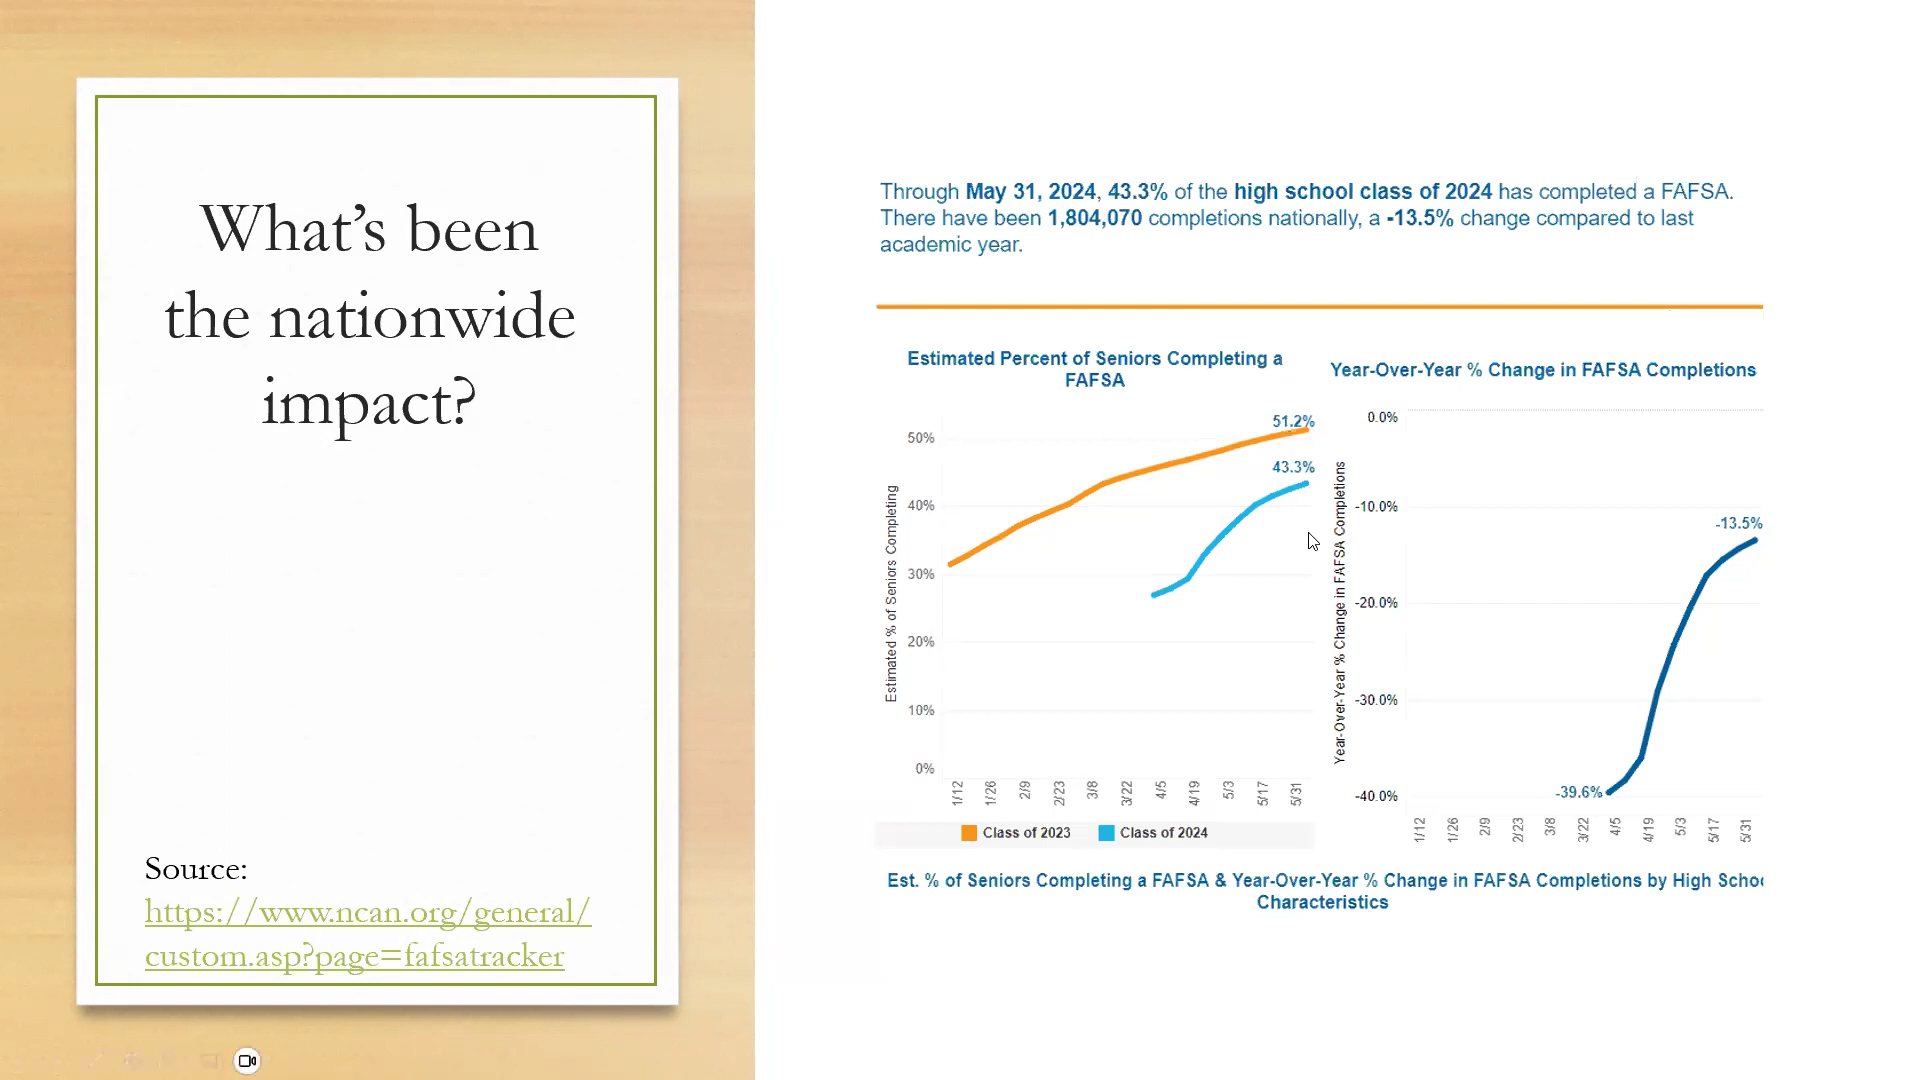 What's been
the nationwide
impact?
Source:
https://www.ncan.org/general/
custom.asp?page=fafsatracker
Through May 31, 2024, 43.3% of the high school class of 2024 has completed a FAFSA.
There have been 1,804,070 completions nationally, a -13.5% change compared to last
academic year.
Estimated Percent of Seniors Completing a
FAFSA
Estimated % of Seniors Completing
50%
40%
30%
20%
10%
0%
51.2%
43.3%
1/12
1/26
2/9
2/23
3/8
3/22
4/5
4/19
5/3
5/17
5/31
Class of 2023
Class of 2024
Year-Over-Year % Change in FAFSA Completions
Year-Over-Year % Change in FAFSA Completions
0.0%
-10.0%
-20.0%
-30.0%
-40.0%
-13.5%
-39.6%
1/12
1/26
2/9
2/23
3/8
3/22
4/5
4/19
5/3
5/17
5/31
Est. % of Seniors Completing a FAFSA & Year-Over-Year % Change in FAFSA Completions by High Schoo
Characteristics